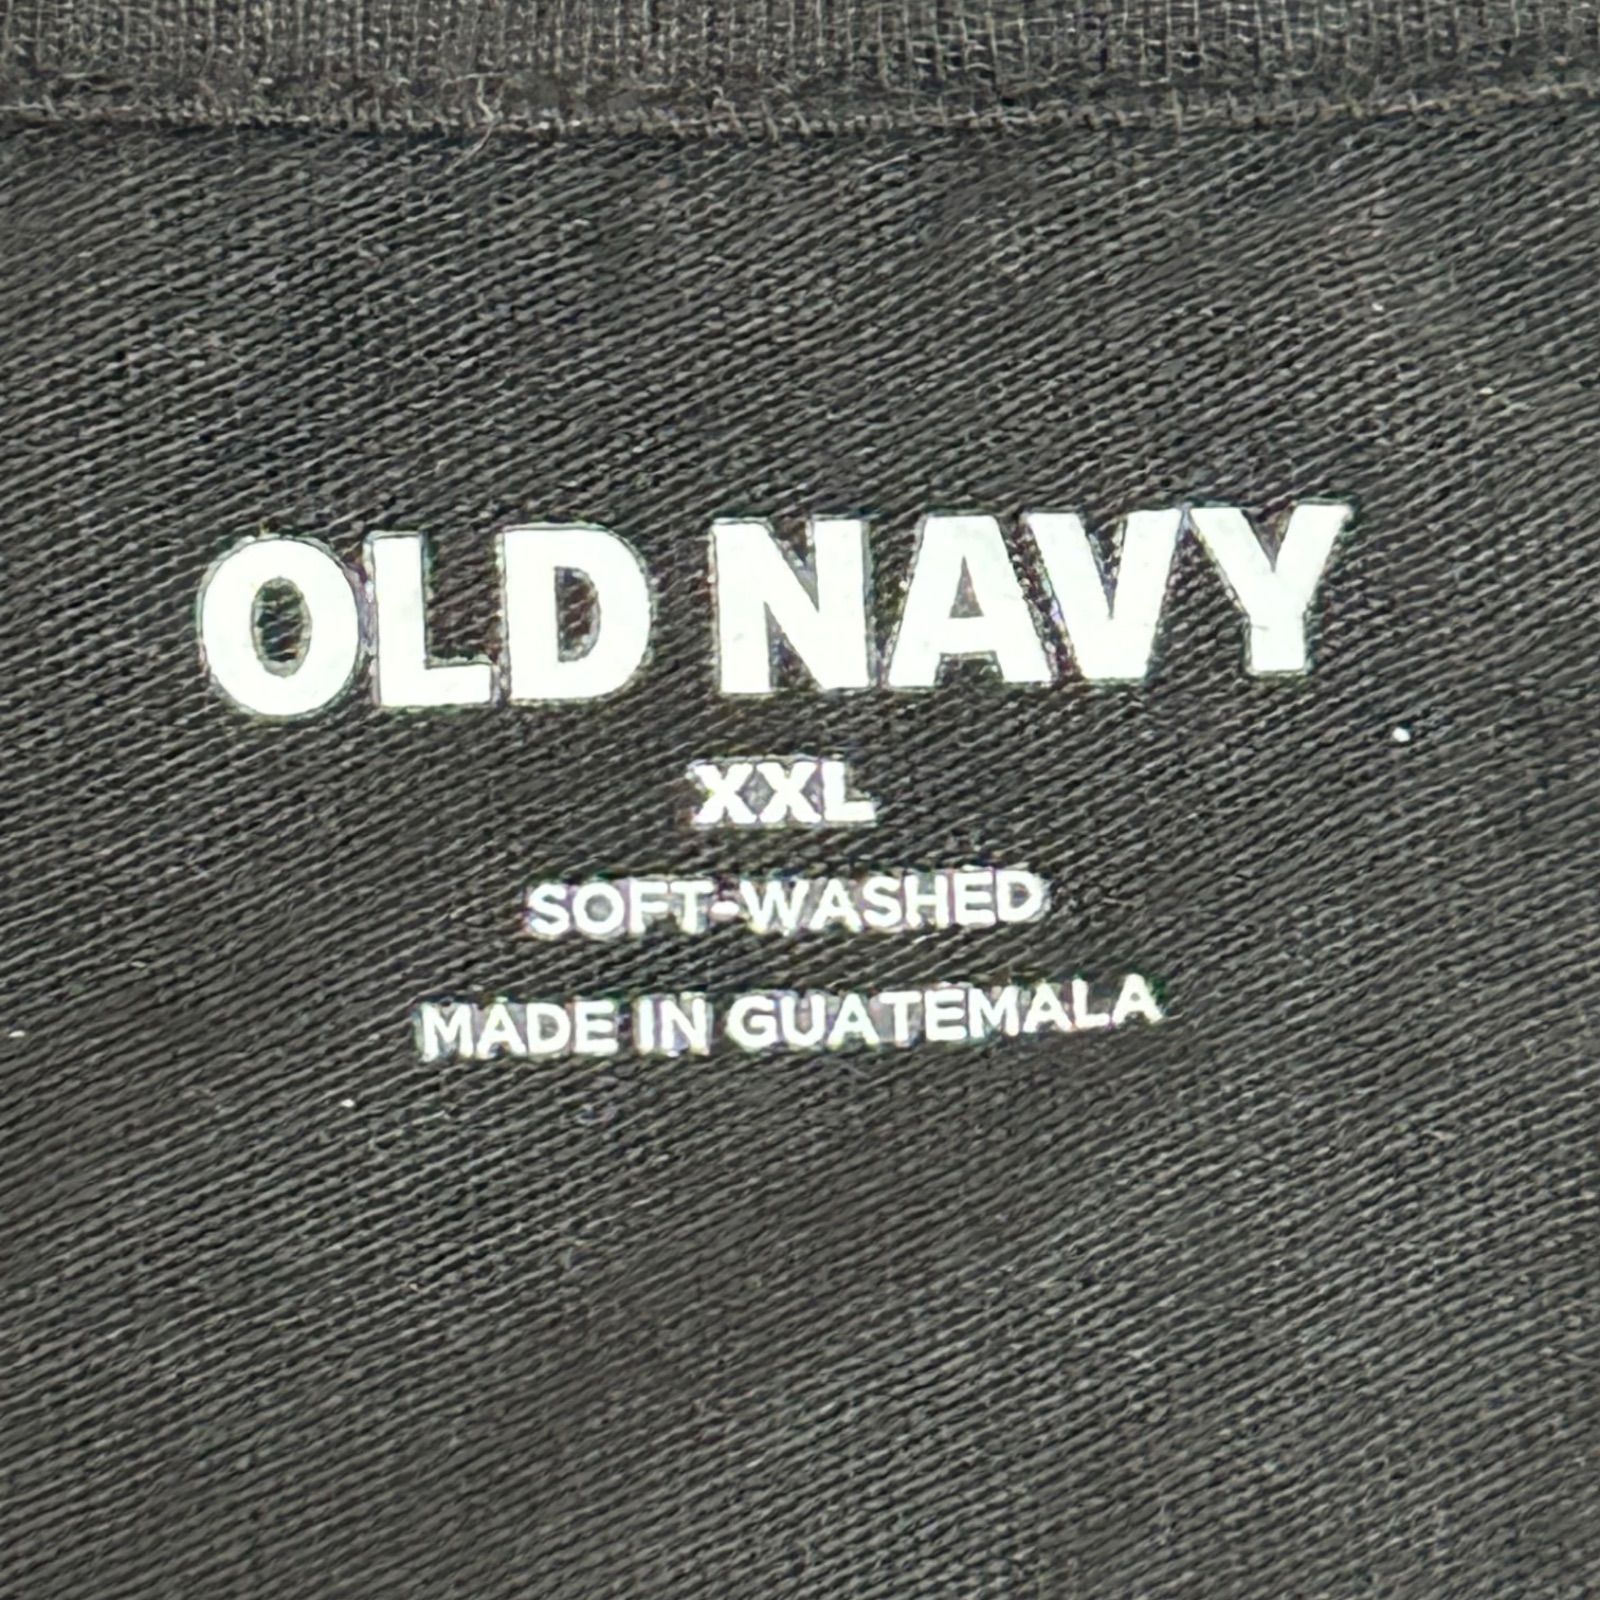 OLD NAVY
XXL
SOFT-WASHED
MADE IN GUATEMALA